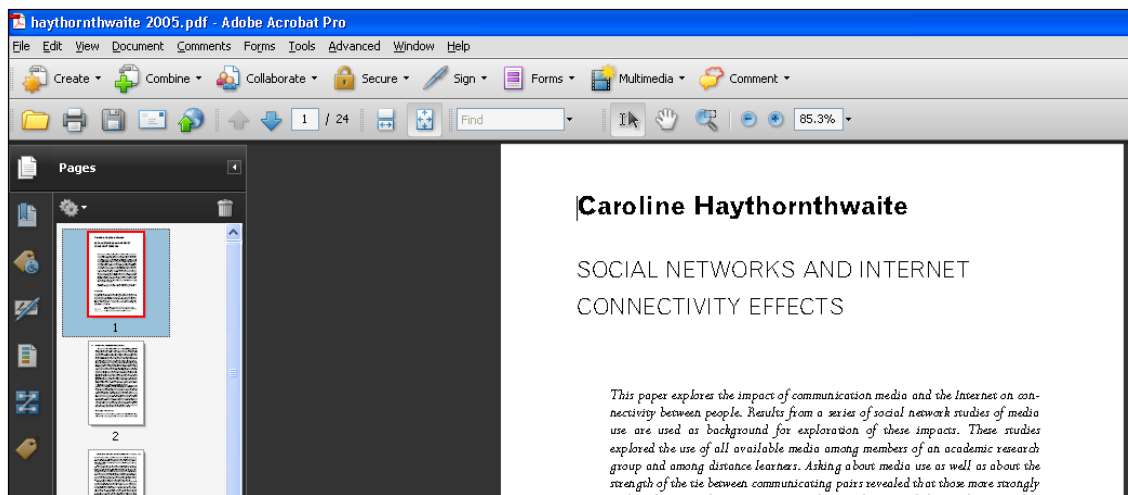 haythornthwaite 2005.pdf - Adobe Acrobat Pro
File Edit View Document Comments Forms Tools Advanced Window Help
Create Combine Collaborate Secure Sign Forms Multimedia Comment
1 / 24 Find 85.3%
Pages
1
2
Caroline Haythornthwaite
SOCIAL NETWORKS AND INTERNET
CONNECTIVITY EFFECTS
This paper explores the impact of communication media and the Internet on con-
nectivity between people. Results from a series of social network studies of media
use are used as background for exploration of these impacts. These studies
explored the use of all available media among members of an academic research
group and among distance learners. Asking about media use as well as about the
strength of the tie between communicating pairs revealed that those more strongly